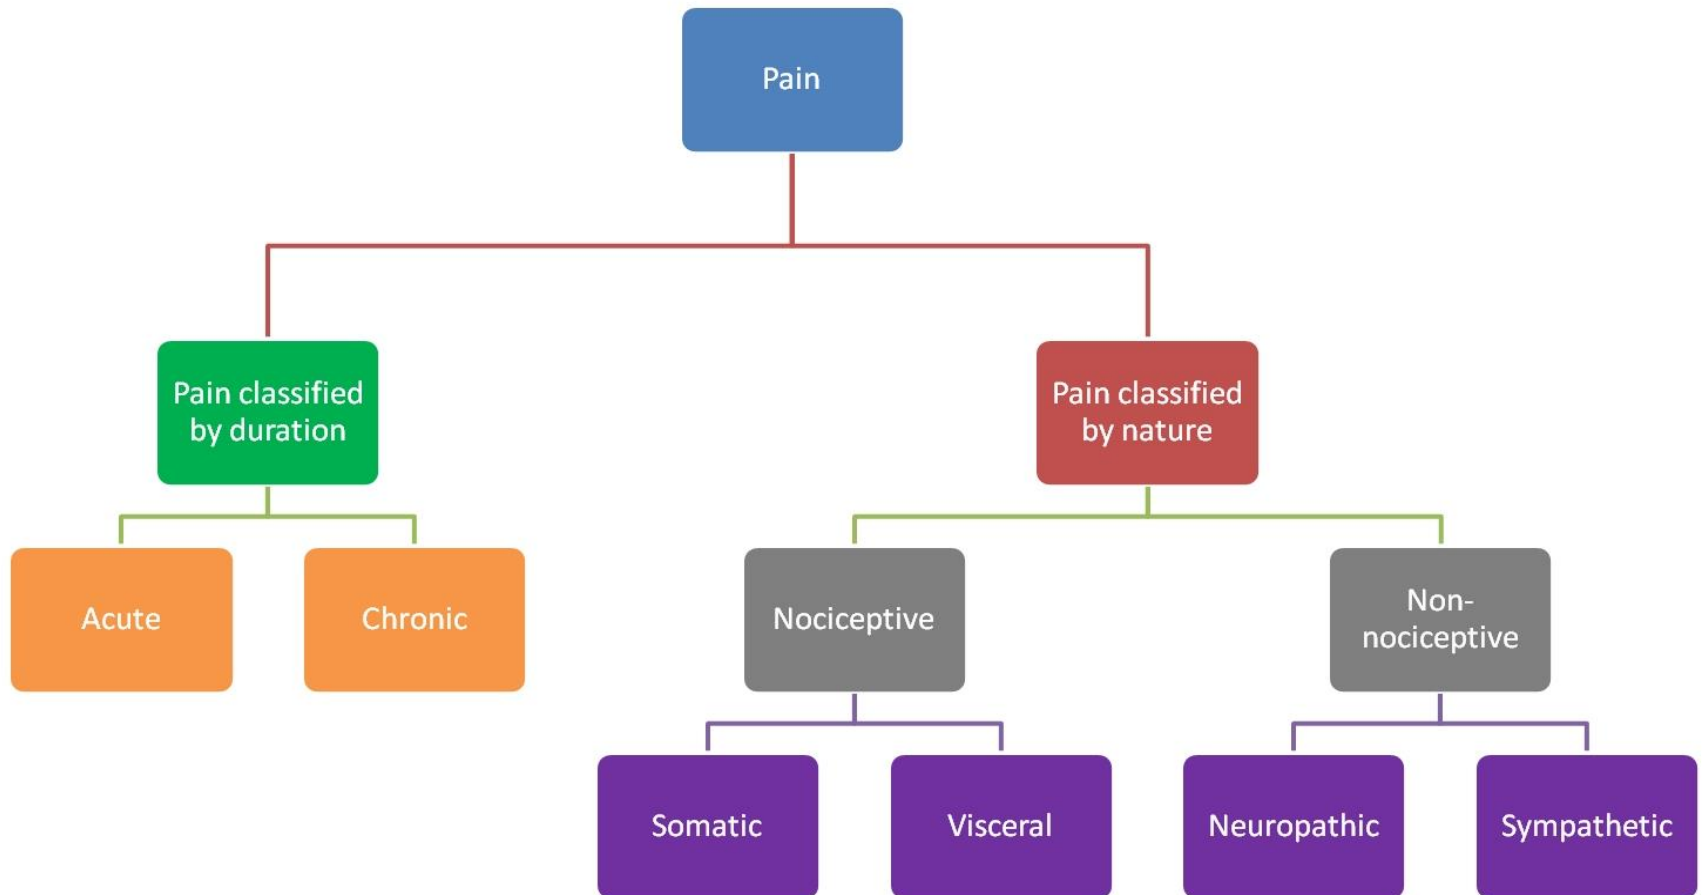 Pain
Pain classified
by duration
Pain classified
by nature
Acute
Chronic
Nociceptive
Non-
nociceptive
Somatic
Visceral
Neuropathic
Sympathetic